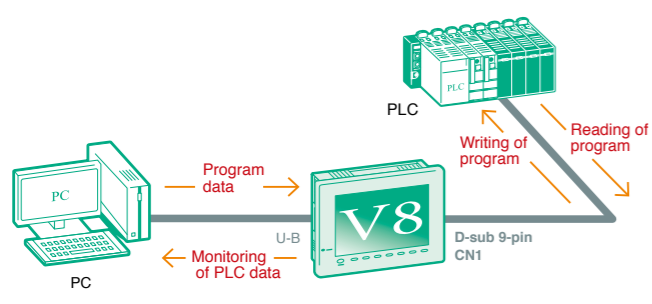 PLC
PLC
Writing of
program
Reading of
program
PC
Program
data
V8
U-B
D-sub 9-pin
CN1
Monitoring
of PLC data
PC